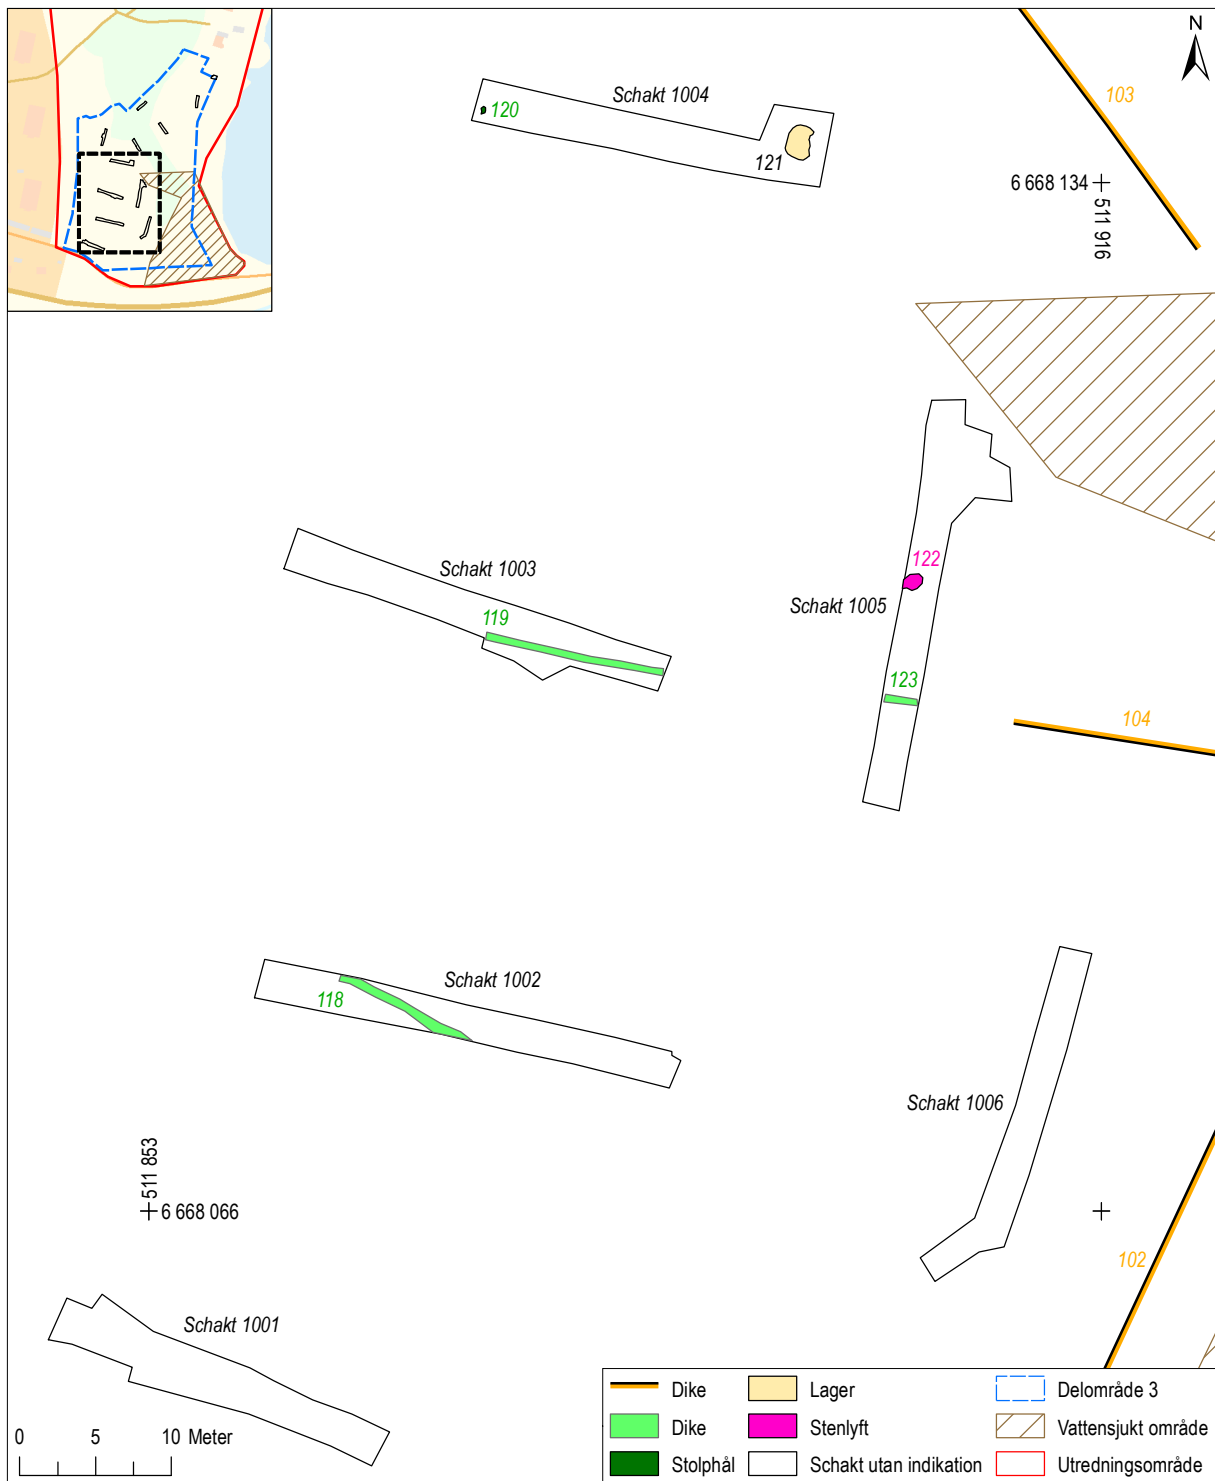 N
Schakt 1004
103
120
121
6 668 134
511 916
122
Schakt 1003
Schakt 1005
119
123
104
Schakt 1002
118
Schakt 1006
511 853
6 668 066
102
Schakt 1001
0 5 10 Meter
Dike
Lager
Delområde 3
Dike
Stenlyft
Vattensjukt område
Stolphål
Schakt utan indikation
Utredningsområde